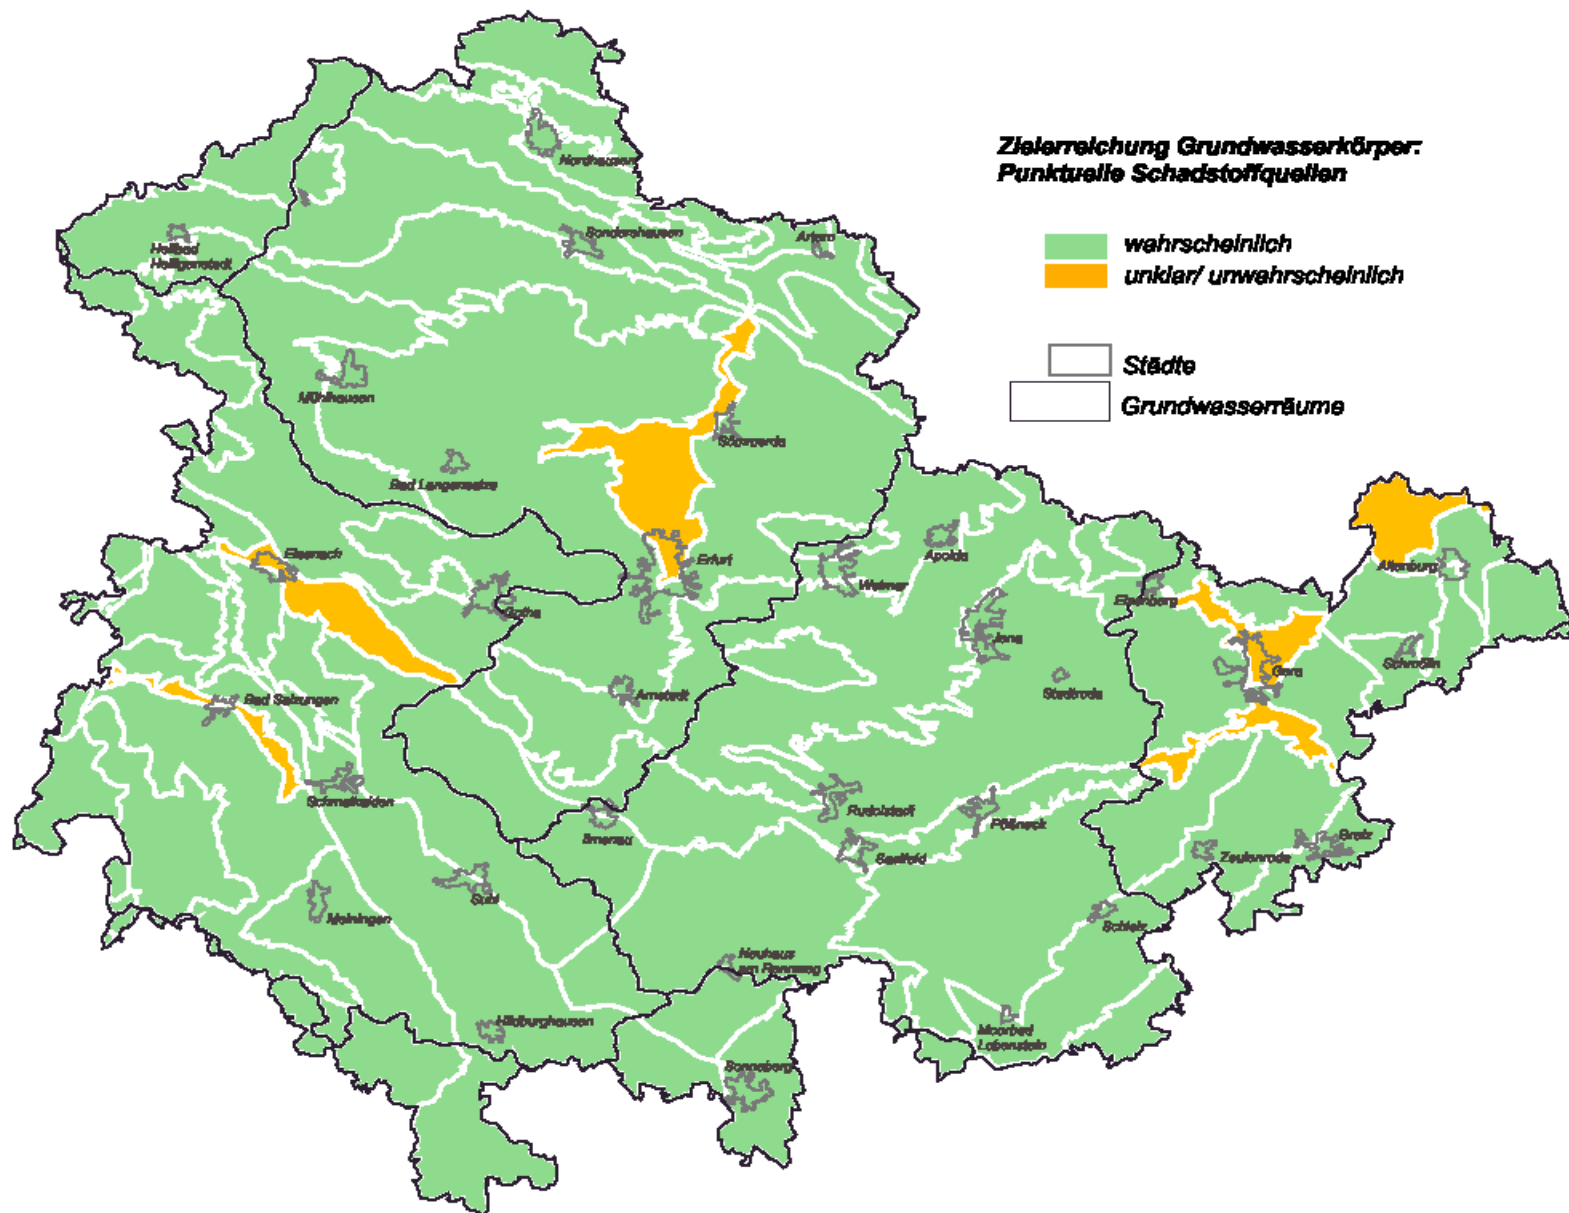 Zielerreichung Grundwasserkörper:
Punktuelle Schadstoffquellen
wahrscheinlich
unklar/ unwahrscheinlich
Städte
Grundwasserräume
Nordhausen
Heilbad
Heiligenstadt
Sondershausen
Artern
Mühlhausen
Sömmerda
Bad Langensalza
Eisenach
Gotha
Erfurt
Weimar
Apolda
Jena
Stadtroda
Eisenberg
Gera
Altenburg
Schmölln
Bad Salzungen
Arnstadt
Schmalkalden
Ilmenau
Rudolstadt
Saalfeld
Pößneck
Zeulenroda
Greiz
Suhl
Meiningen
Schleiz
Neuhaus
am Rennweg
Hildburghausen
Moorbad
Lobenstein
Sonneberg